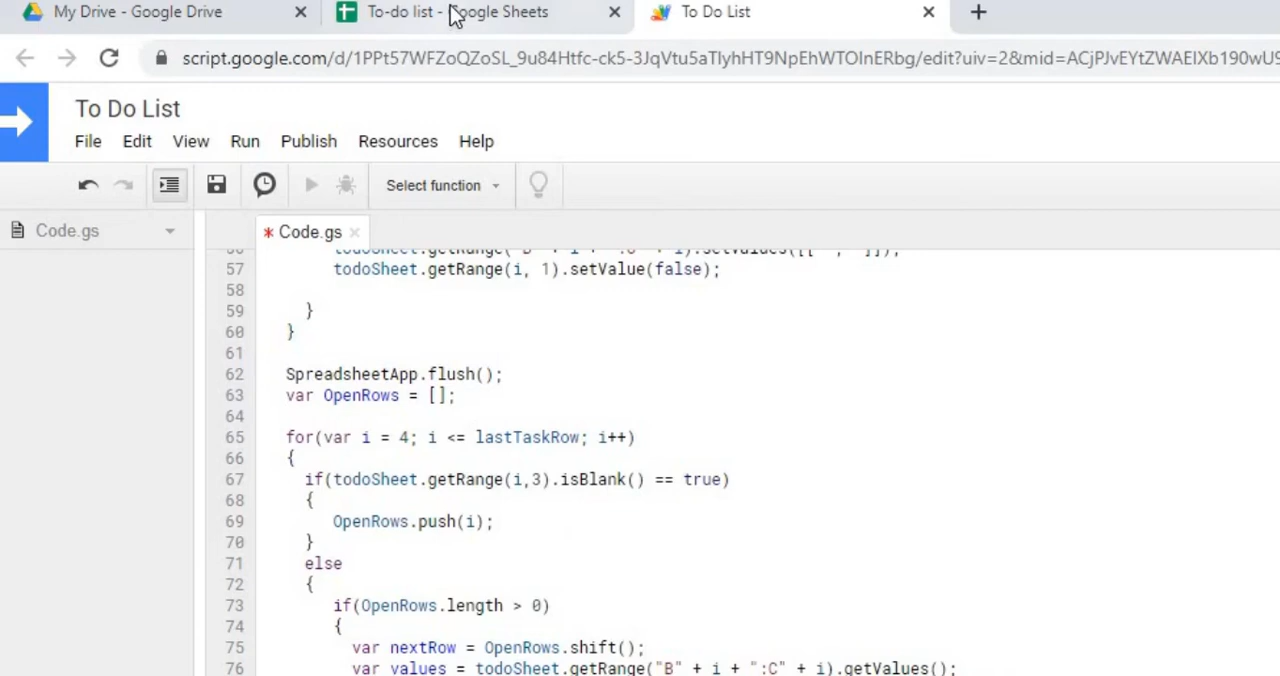 My Drive - Google Drive
To-do list - Google Sheets
To Do List
script.google.com/d/1PPt57WFZoQZoSL_9u84Htfc-ck5-3JqVtu5aTlyhHT9NpEhWTOlnERbg/edit?uiv=2&mid=ACjPJvEYtZWAEIXb190wU9
To Do List
File Edit View Run Publish Resources Help
Select function
Code.gs
* Code.gs
57 todoSheet.getRange(i, 1).setValue(false);
58
59 }
60 }
61
62 SpreadsheetApp.flush();
63 var OpenRows = [];
64
65 for(var i = 4; i <= lastTaskRow; i++)
66 {
67 if(todoSheet.getRange(i,3).isBlank() == true)
68 {
69 OpenRows.push(i);
70 }
71 else
72 {
73 if(OpenRows.length > 0)
74 {
75 var nextRow = OpenRows.shift();
76 var values = todoSheet.getRange("B" + i + ":C" + i).getValues();